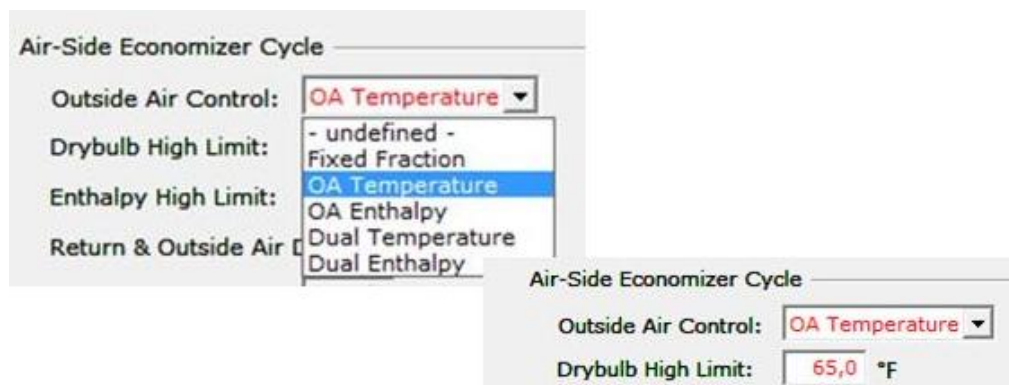 Air-Side Economizer Cycle
Outside Air Control: OA Temperature
- undefined -
Drybulb High Limit: Fixed Fraction
OA Temperature
Enthalpy High Limit: OA Enthalpy
Dual Temperature
Return & Outside Air Dual Enthalpy
Air-Side Economizer Cycle
Outside Air Control: OA Temperature
Drybulb High Limit: 65,0 °F